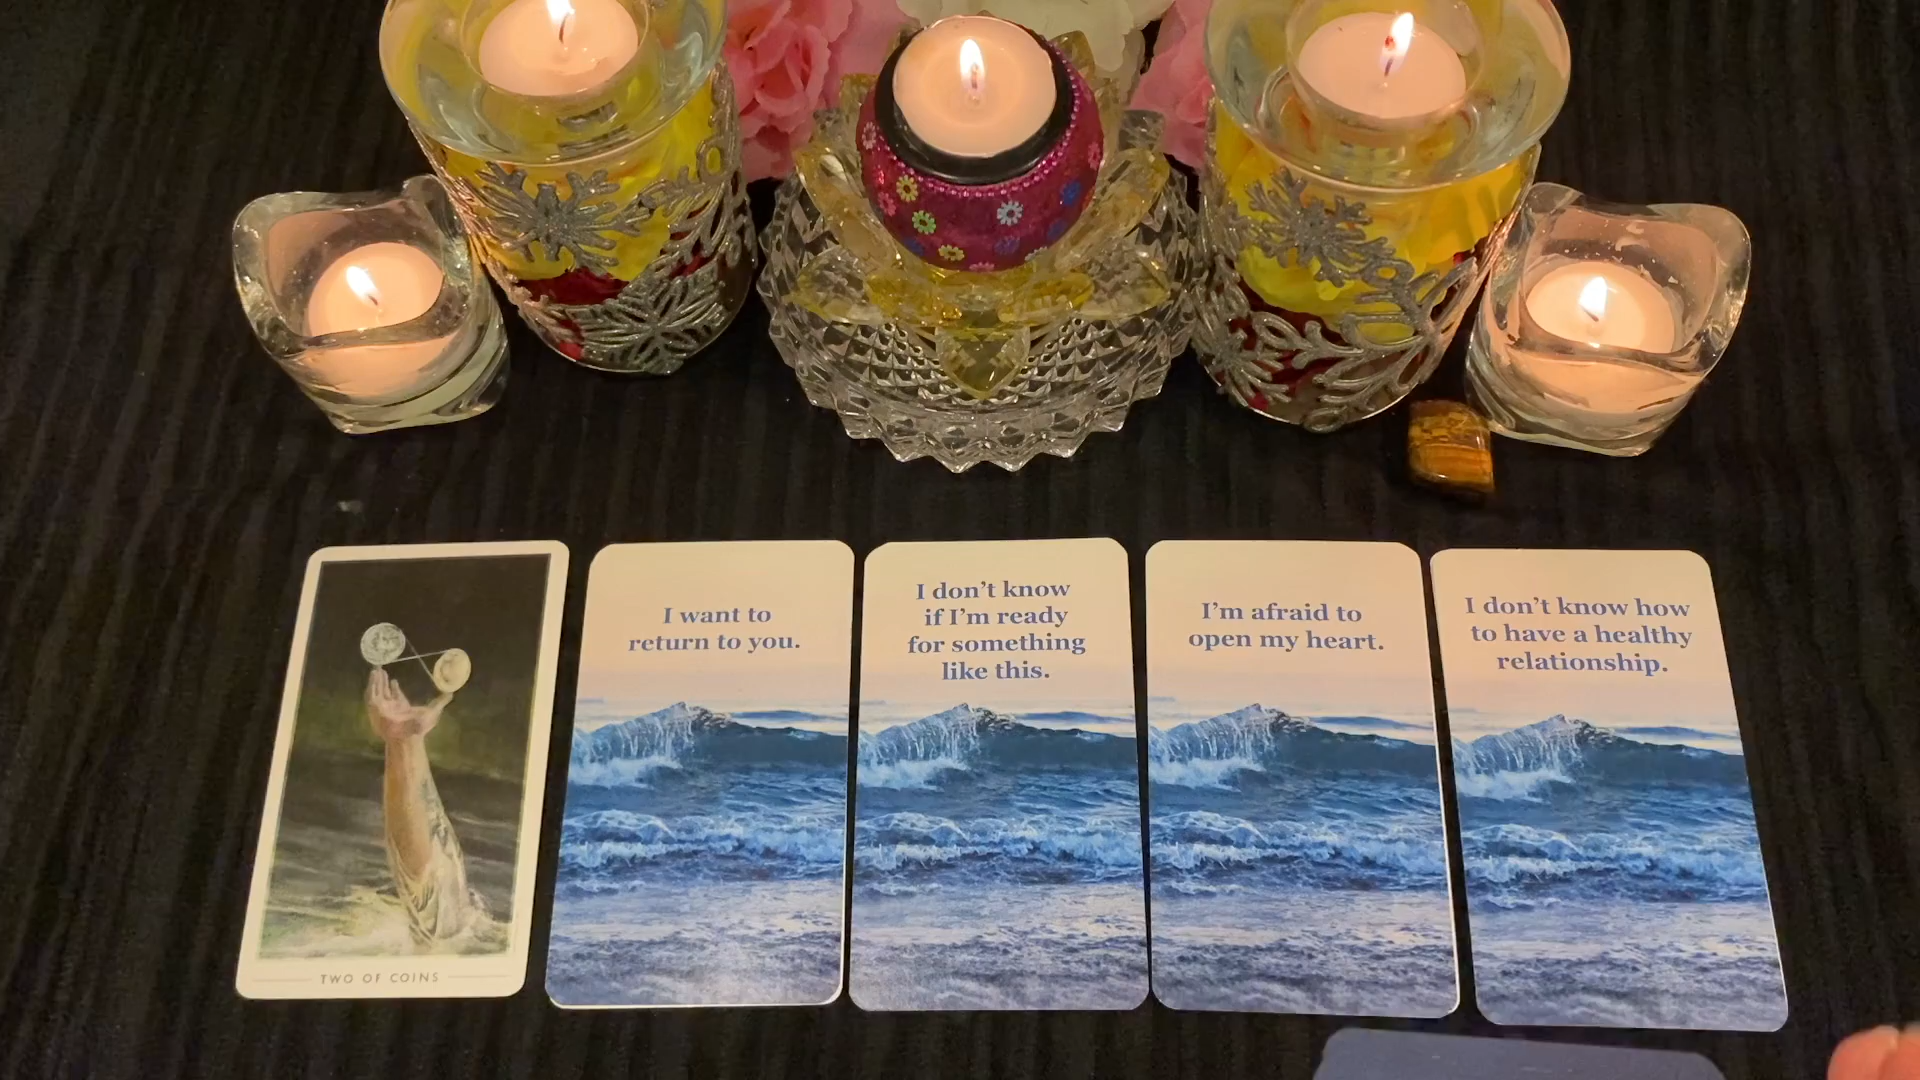 TWO OF COINS
I want to
return to you.
I don't know
if I'm ready
for something
like this.
I'm afraid to
open my heart.
I don't know how
to have a healthy
relationship.